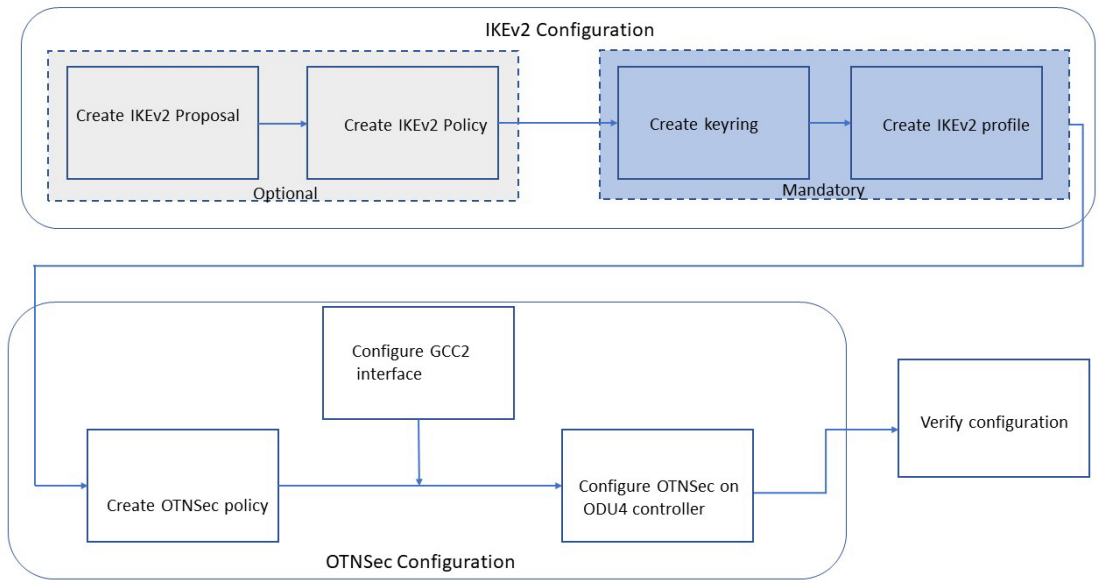 IKEv2 Configuration
Create IKEv2 Proposal
Create IKEv2 Policy
Optional
Create keyring
Create IKEv2 profile
Mandatory
Configure GCC2
interface
Create OTNSec policy
Configure OTNSec on
ODU4 controller
OTNSec Configuration
Verify configuration